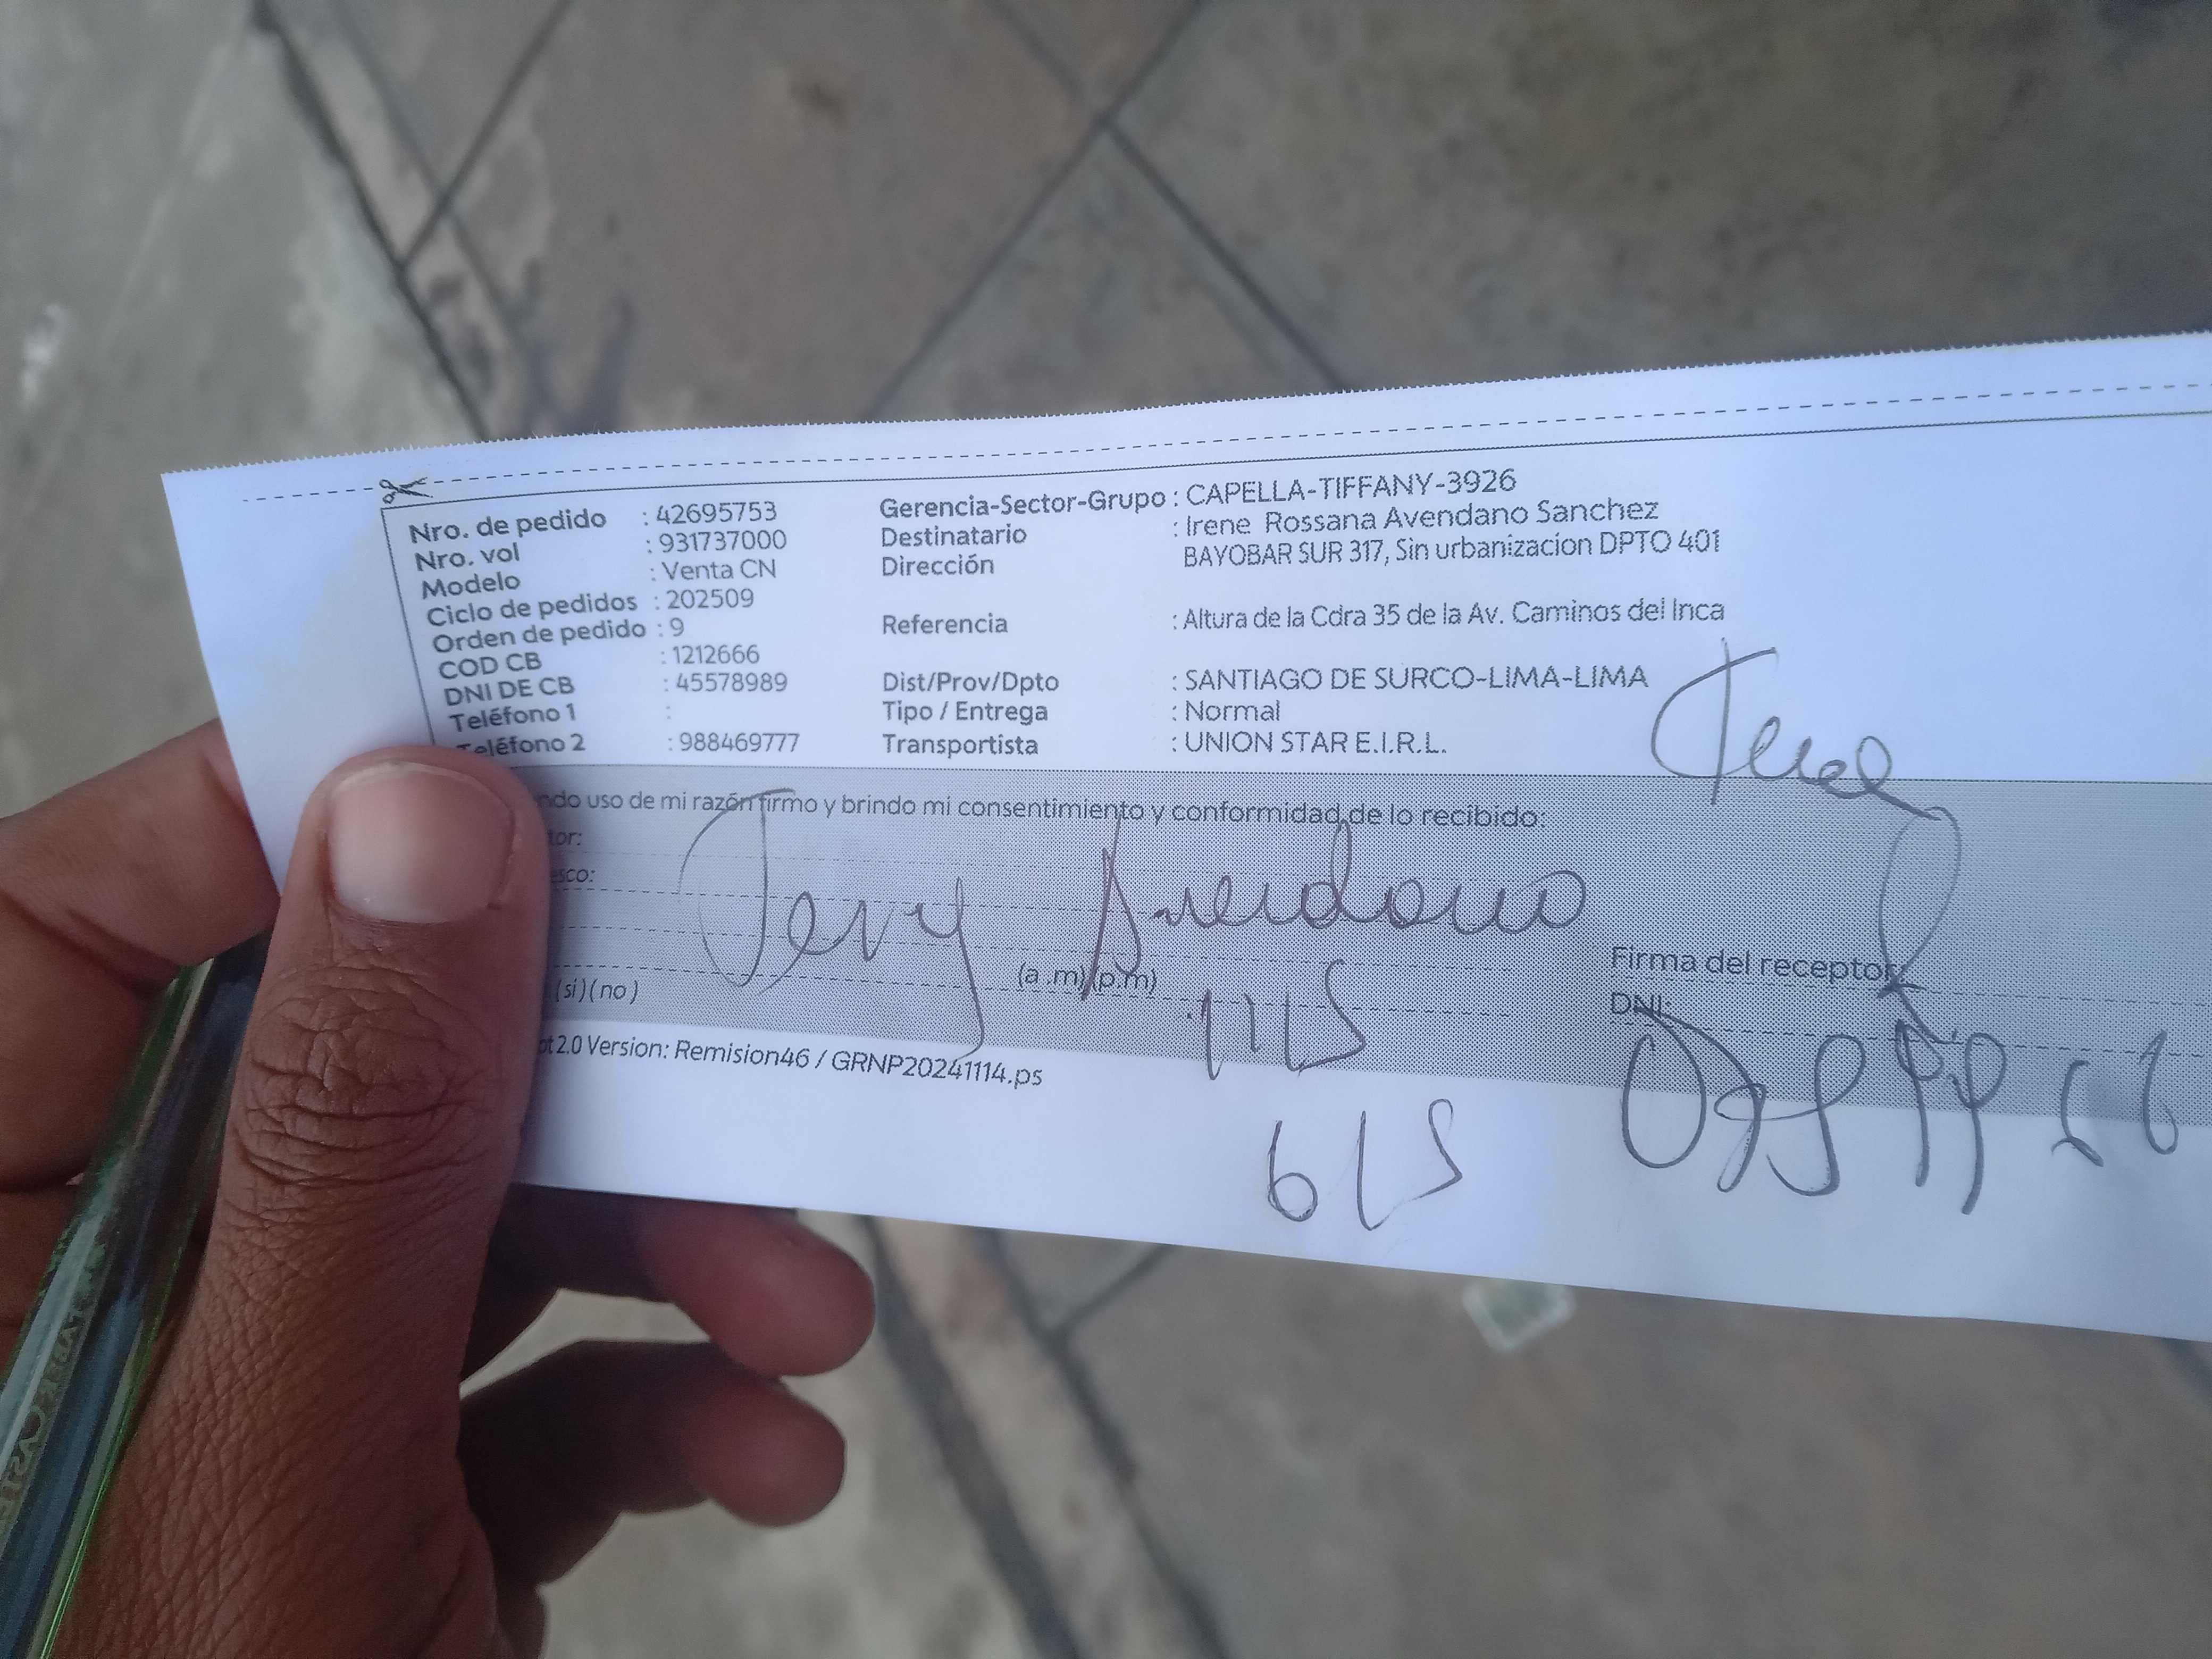 Nro. de pedido : 42695753
Nro. vol : 931737000
Modelo : Venta CN
Ciclo de pedidos : 202509
Orden de pedido : 9
COD CB : 1212666
DNI DE CB : 45578989
Teléfono 1 :
Teléfono 2 : 988469777
Gerencia-Sector-Grupo : CAPELLA-TIFFANY-3926
Destinatario : Irene Rossana Avendano Sanchez
Dirección BAYOBAR SUR 317, Sin urbanizacion DPTO 401
Referencia : Altura de la Cdra 35 de la Av. Caminos del Inca
Dist/Prov/Dpto : SANTIAGO DE SURCO-LIMA-LIMA
Tipo / Entrega : Normal
Transportista : UNION STAR E.I.R.L.
uso de mi razón firmo y brindo mi consentimiento y conformidad de lo recibido:
Avendano
(a.m)(p.m)
(si)(no)
Firma del receptor
DNI:
2.0 Version: Remision46 / GRNP20241114.ps
615